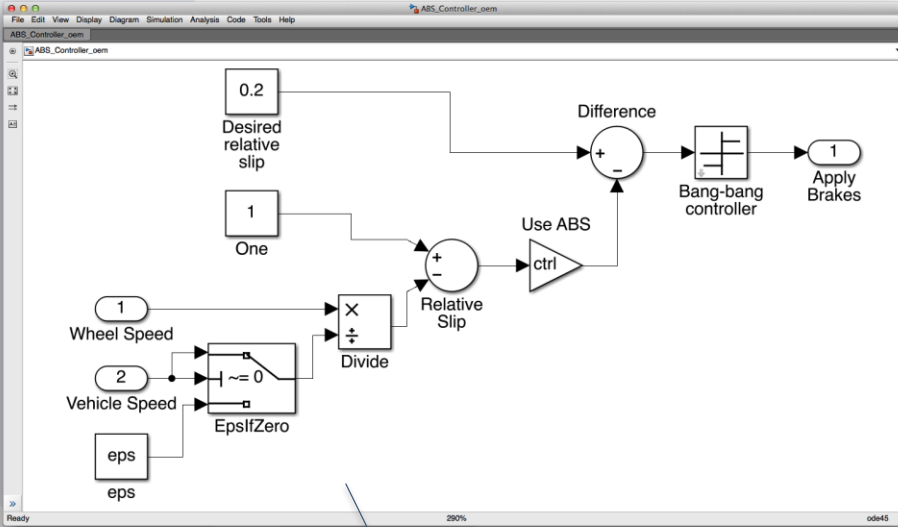 ABS_Controller_oem
File Edit View Display Diagram Simulation Analysis Code Tools Help
ABS_Controller_oem
ABS_Controller_oem
0.2
Desired
relative
slip
Difference
+
−
Bang-bang
controller
1
Apply
Brakes
1
One
Use ABS
ctrl
+
−
Relative
Slip
1
Wheel Speed
×
÷
Divide
2
Vehicle Speed
~= 0
EpsIfZero
eps
eps
»
Ready 290% ode45